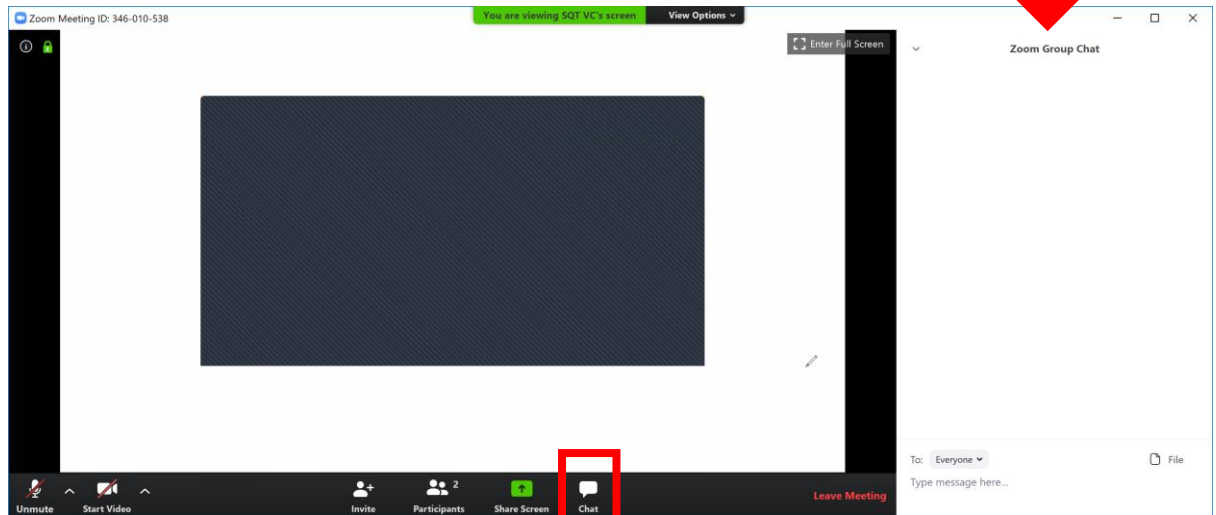 Zoom Meeting ID: 346-010-538
You are viewing SQT VC's screen View Options
Enter Full Screen
Zoom Group Chat
To: Everyone File
Type message here...
2
Unmute Start Video Invite Participants Share Screen Chat Leave Meeting